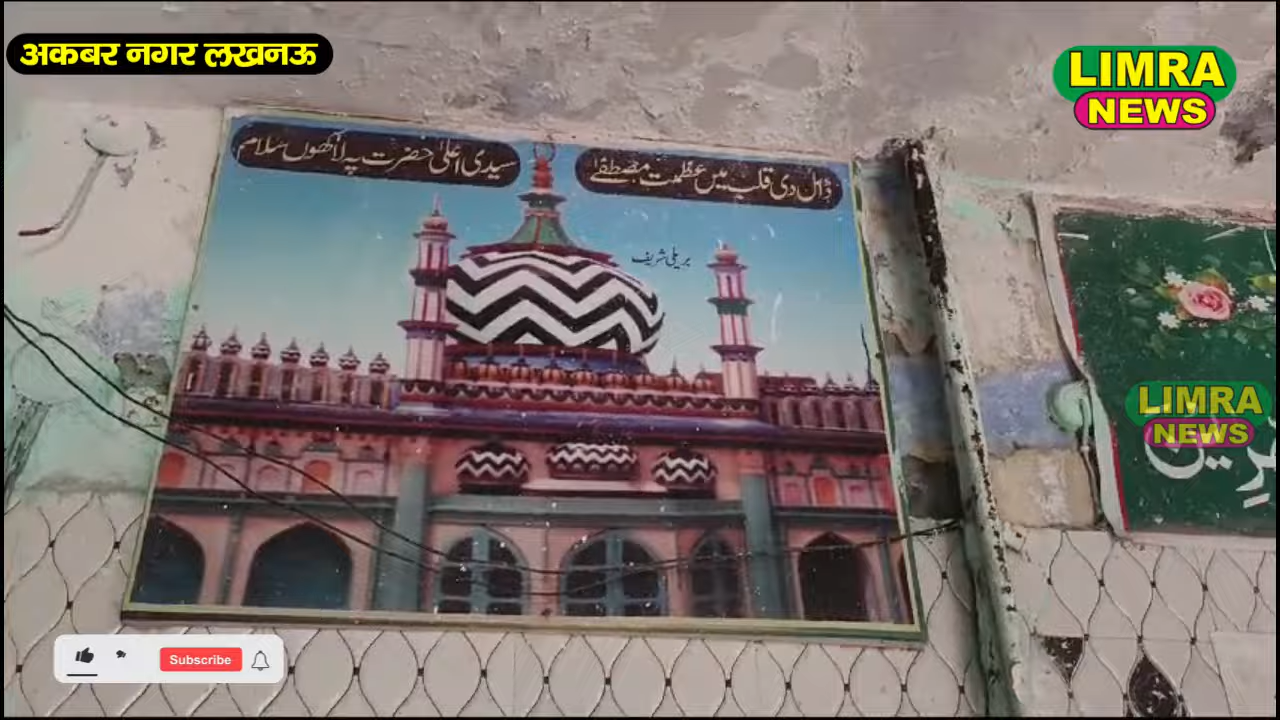 अकबर नगर लखनऊ
LIMRA
NEWS
ڈال دی قلب میں عظمت مصطفےٰ
سیدی اعلیٰ حضرت پہ لاکھوں سلام
بریلی شریف
LIMRA
NEWS
Subscribe